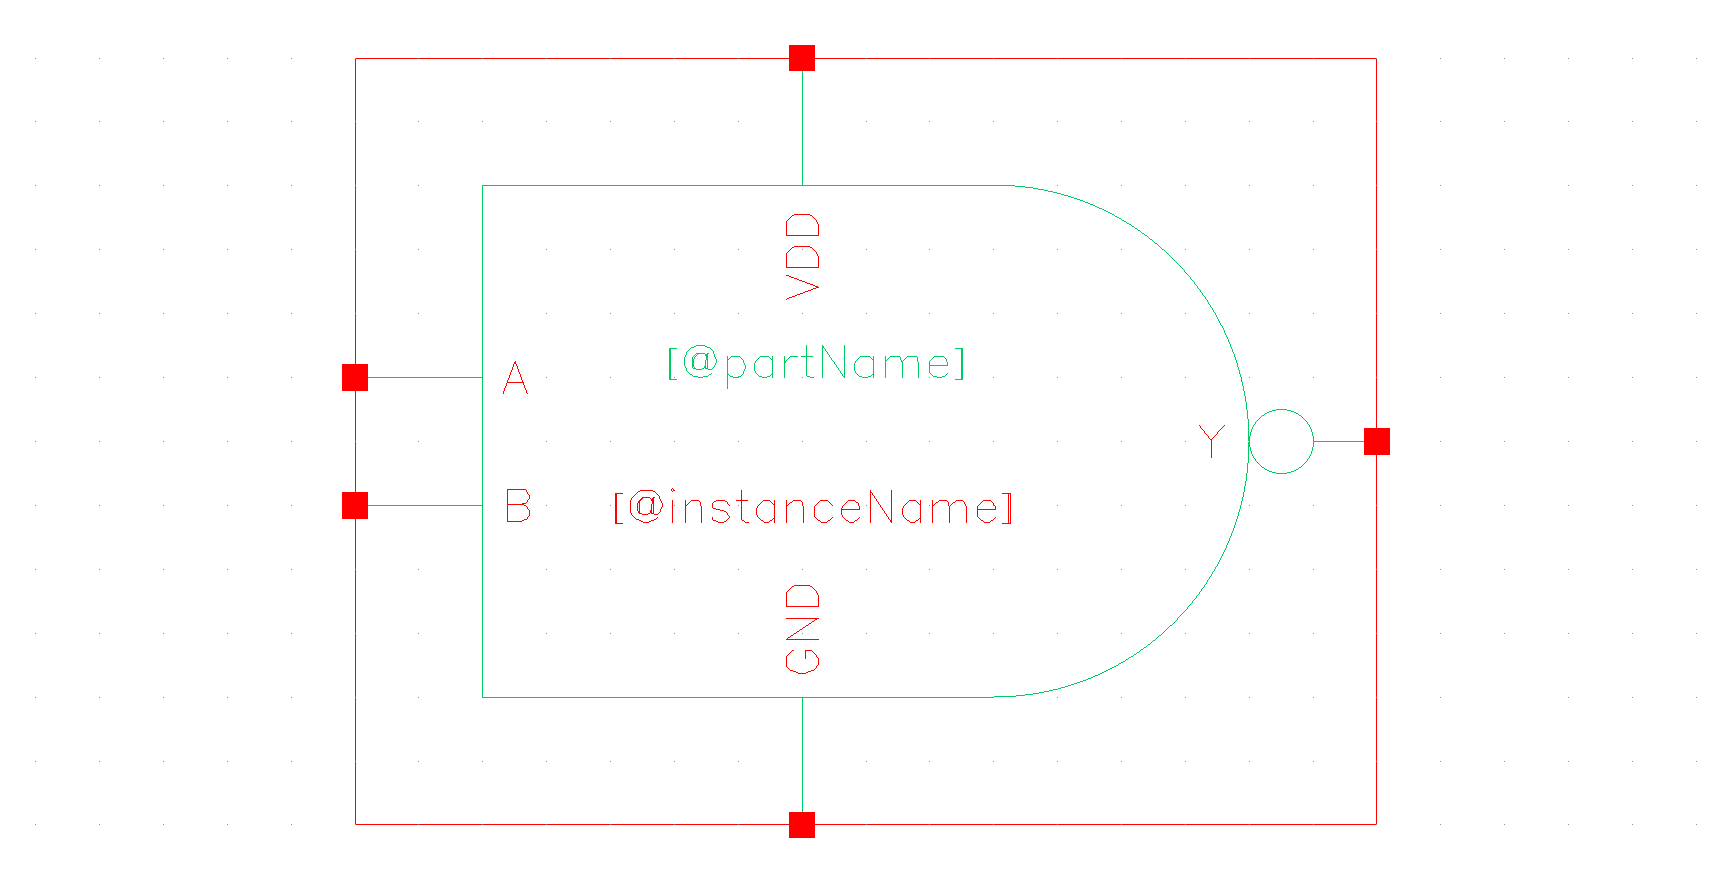 VDD
[@partName]
A
Y
B
[@instanceName]
GND